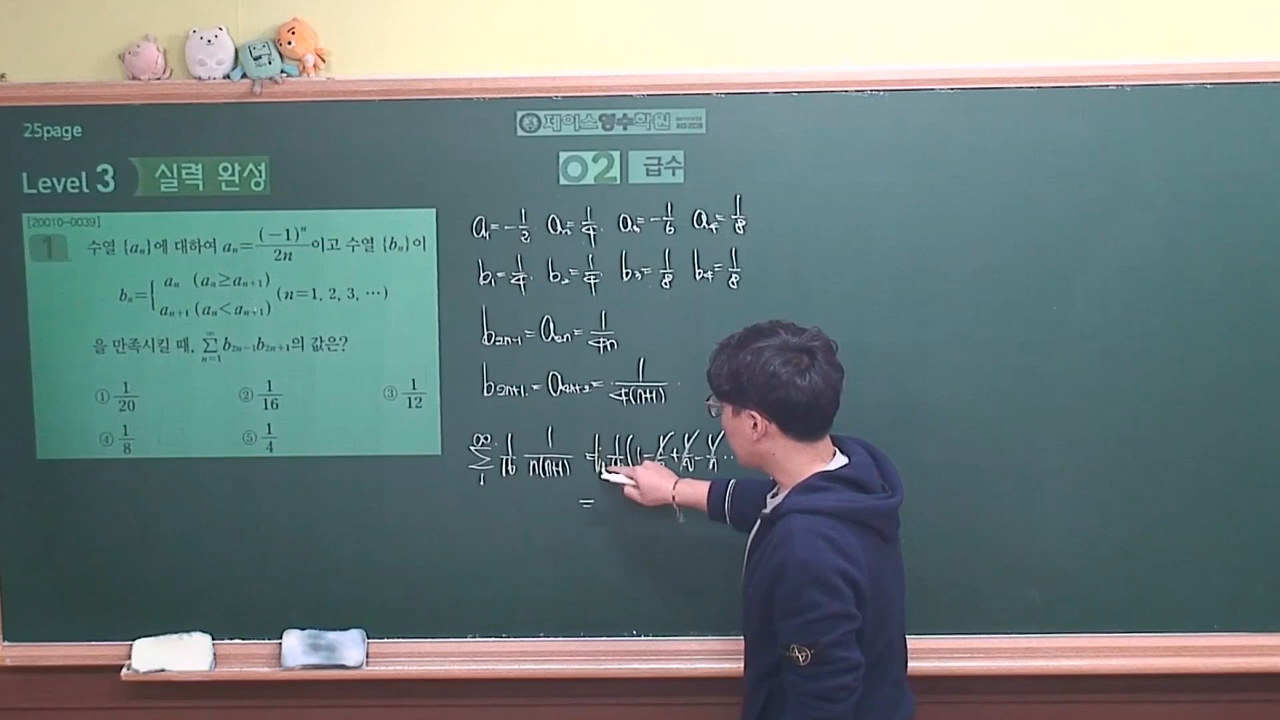 25page
제이스영수학원
Level 3 실력 완성
02 급수
[20010-0039]
1 수열 {aₙ}에 대하여 aₙ=(-1)ⁿ/2n이고 수열 {bₙ}이
bₙ={aₙ (aₙ≥aₙ₊₁)
aₙ₊₁ (aₙ<aₙ₊₁) (n=1, 2, 3, ⋯)
을 만족시킬 때, ∑ₙ₌₁^∞ b₂ₙ₋₁b₂ₙ₊₁의 값은?
① 1/20 ② 1/16 ③ 1/12
④ 1/8 ⑤ 1/4
a₁=-1/2 a₂=1/4 a₃=-1/6 a₄=1/8
b₁=1/4 b₂=1/4 b₃=1/8 b₄=1/8
b₂ₙ₋₁=a₂ₙ=1/4n
b₂ₙ₊₁=a₂ₙ₊₂=1/4(n+1)
∑₁^∞ 1/16 1/n(n+1) =
=